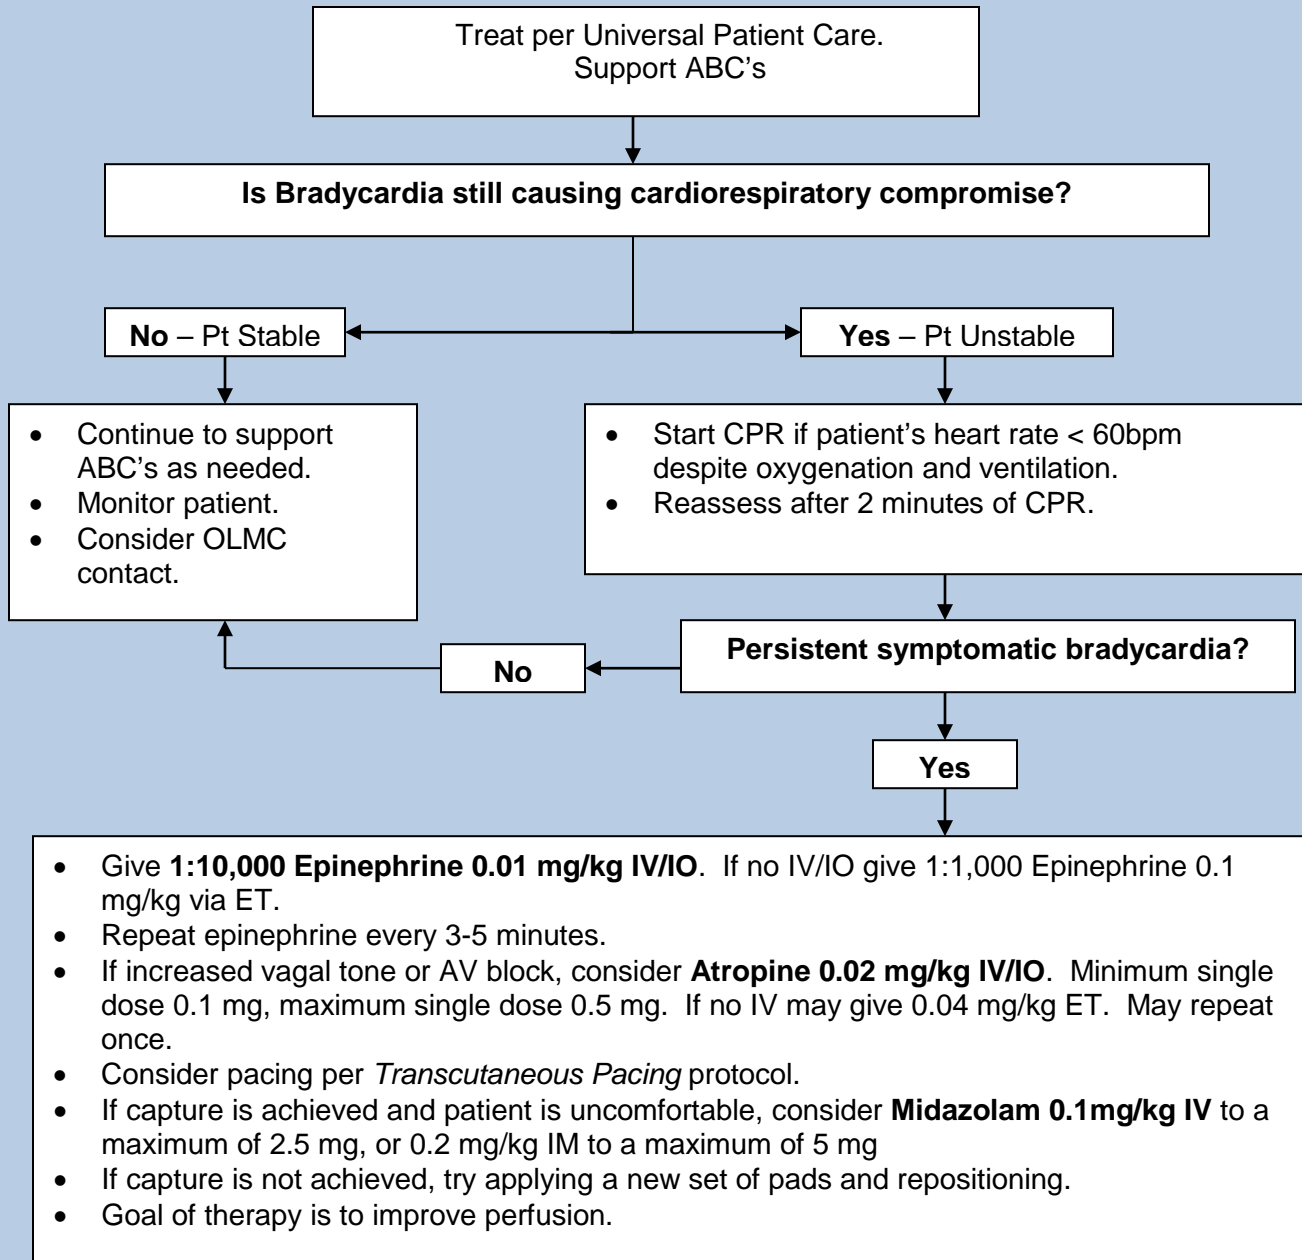 Treat per Universal Patient Care.
Support ABC’s
Is Bradycardia still causing cardiorespiratory compromise?
No – Pt Stable
Yes – Pt Unstable
• Continue to support
ABC’s as needed.
• Monitor patient.
• Consider OLMC
contact.
• Start CPR if patient’s heart rate < 60bpm
despite oxygenation and ventilation.
• Reassess after 2 minutes of CPR.
Persistent symptomatic bradycardia?
No
Yes
• Give 1:10,000 Epinephrine 0.01 mg/kg IV/IO. If no IV/IO give 1:1,000 Epinephrine 0.1
mg/kg via ET.
• Repeat epinephrine every 3-5 minutes.
• If increased vagal tone or AV block, consider Atropine 0.02 mg/kg IV/IO. Minimum single
dose 0.1 mg, maximum single dose 0.5 mg. If no IV may give 0.04 mg/kg ET. May repeat
once.
• Consider pacing per Transcutaneous Pacing protocol.
• If capture is achieved and patient is uncomfortable, consider Midazolam 0.1mg/kg IV to a
maximum of 2.5 mg, or 0.2 mg/kg IM to a maximum of 5 mg
• If capture is not achieved, try applying a new set of pads and repositioning.
• Goal of therapy is to improve perfusion.